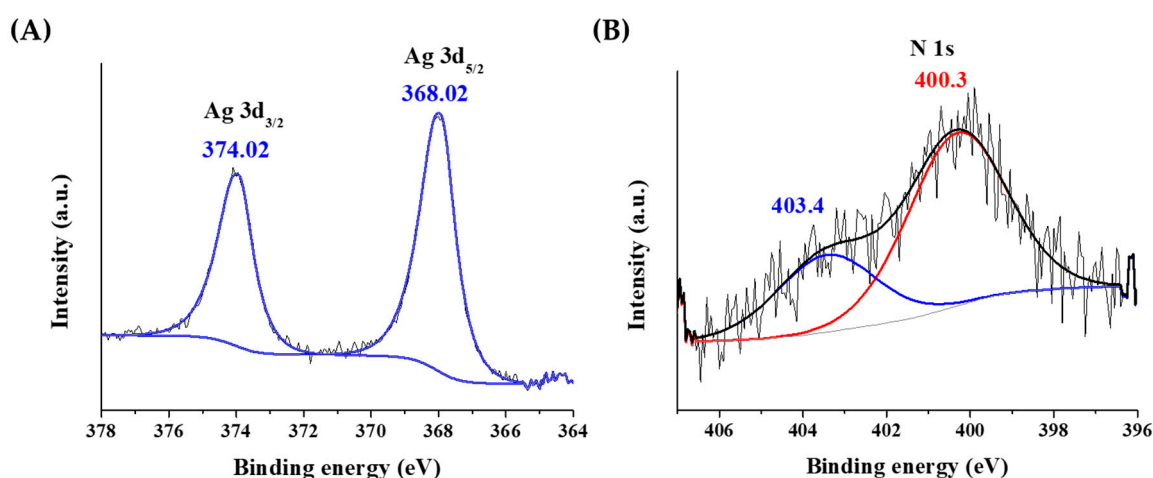 (A)
Ag 3d5/2
368.02
Ag 3d3/2
374.02
Intensity (a.u.)
378 376 374 372 370 368 366 364
Binding energy (eV)
(B)
N 1s
400.3
403.4
Intensity (a.u.)
406 404 402 400 398 396
Binding energy (eV)